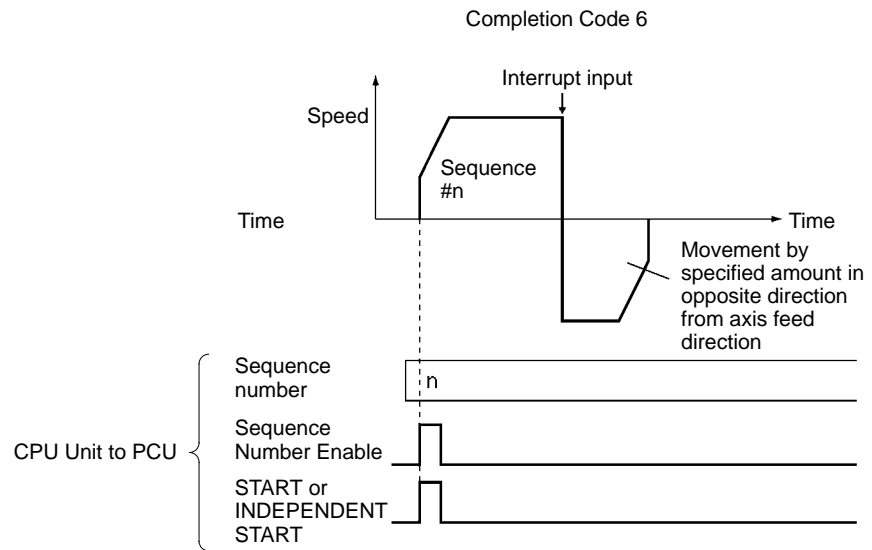 Completion Code 6
Interrupt input
Speed
Sequence
#n
Time
Time
Movement by
specified amount in
opposite direction
from axis feed
direction
Sequence
number
n
Sequence
Number Enable
CPU Unit to PCU
START or
INDEPENDENT
START